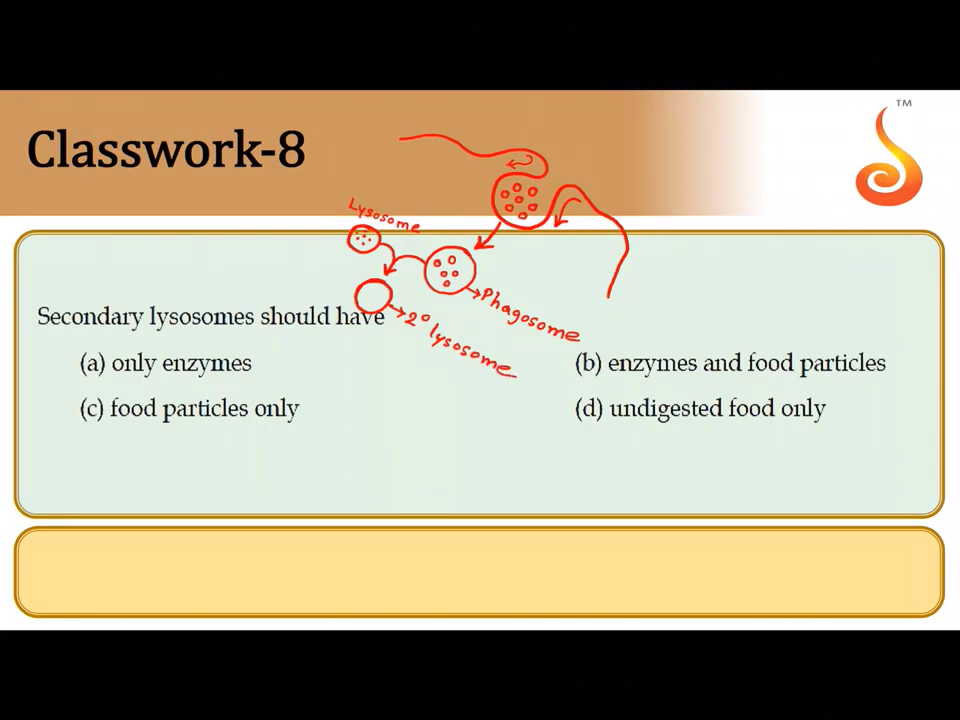 TM
Classwork-8
Lysosome
Phagosome
2° lysosome
Secondary lysosomes should have
(a) only enzymes
(b) enzymes and food particles
(c) food particles only
(d) undigested food only